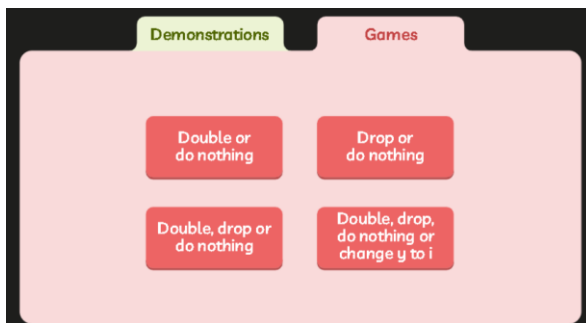 Demonstrations
Games
Double or
do nothing
Drop or
do nothing
Double, drop or
do nothing
Double, drop,
do nothing or
change y to i